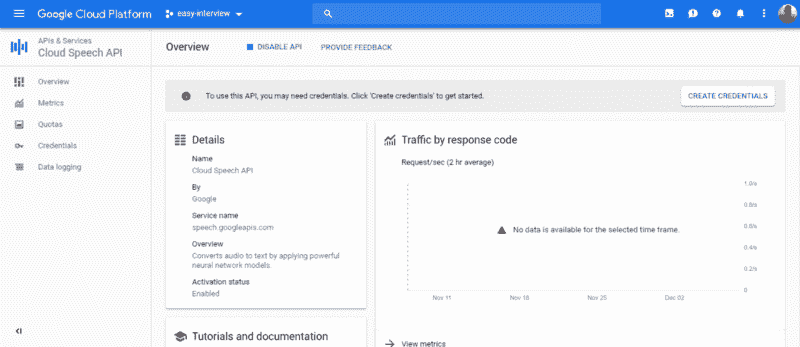 Google Cloud Platform
easy-interview
APIs & Services
Cloud Speech API
Overview
DISABLE API
PROVIDE FEEDBACK
Overview
Metrics
Quotas
Credentials
Data logging
To use this API, you may need credentials. Click 'Create credentials' to get started.
CREATE CREDENTIALS
Details
Name
Cloud Speech API
By
Google
Service name
speech.googleapis.com
Overview
Converts audio to text by applying powerful
neural network models.
Activation status
Enabled
Tutorials and documentation
Traffic by response code
Request/sec (2 hr average)
1.0/s
0.8/s
0.6/s
0.4/s
0.2/s
0
No data is available for the selected time frame.
Nov 11
Nov 18
Nov 25
Dec 02
View metrics